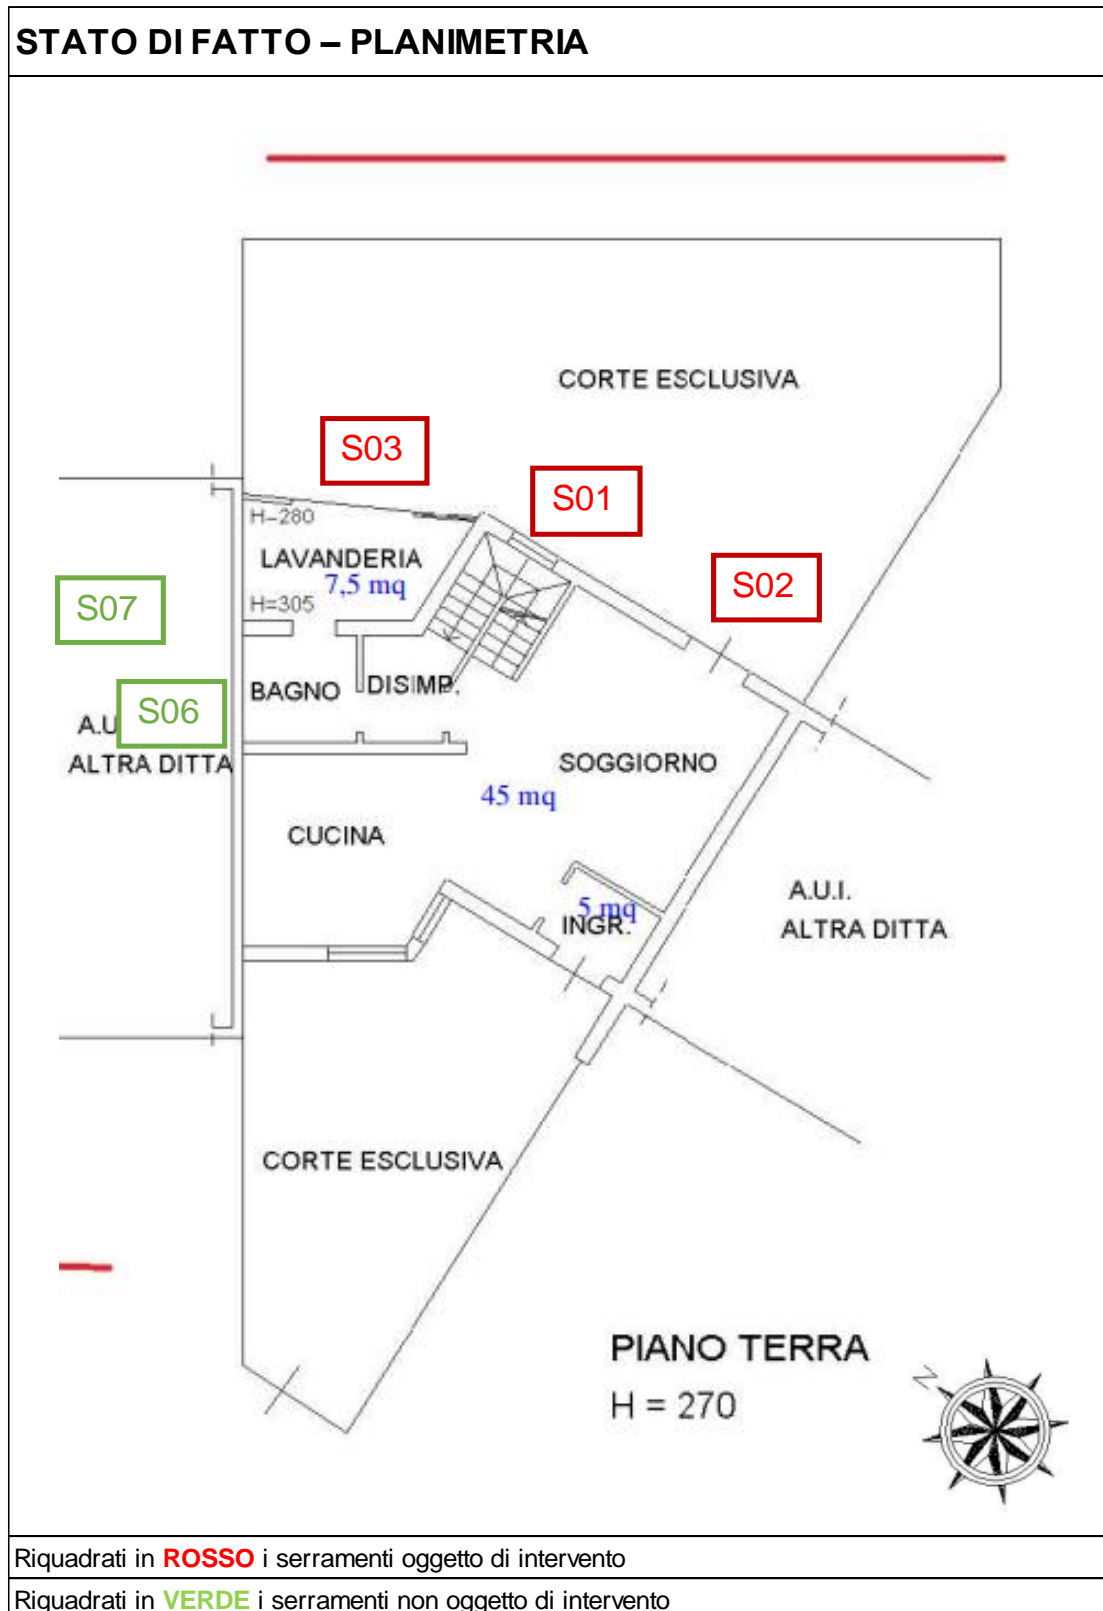 STATO DI FATTO – PLANIMETRIA
CORTE ESCLUSIVA
S03
S01
H=280
LAVANDERIA
7,5 mq
S02
S07
H=305
BAGNO
DISIMP.
S06
A.U
ALTRA DITTA
SOGGIORNO
45 mq
CUCINA
A.U.I.
ALTRA DITTA
5 mq
INGR.
CORTE ESCLUSIVA
PIANO TERRA
H = 270
N
Riquadrati in ROSSO i serramenti oggetto di intervento
Riquadrati in VERDE i serramenti non oggetto di intervento